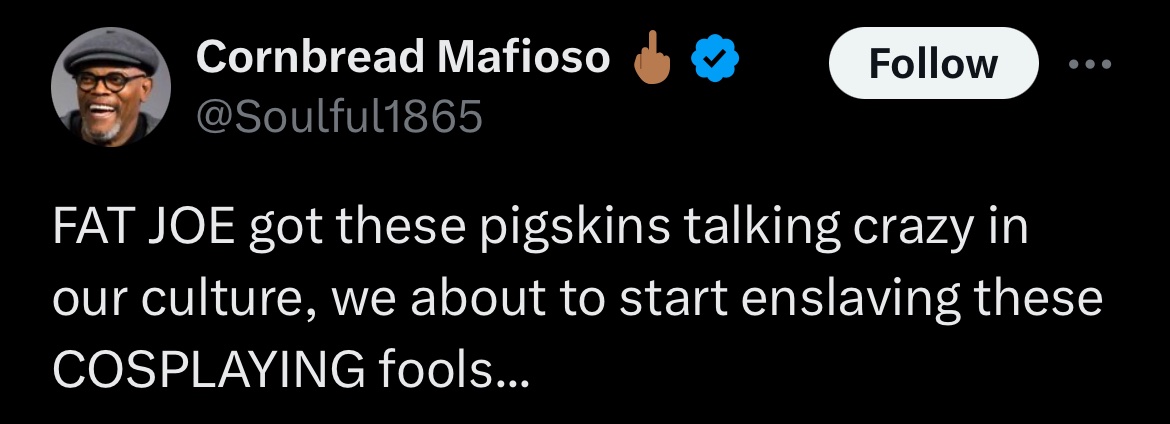 Cornbread Mafioso 🖕🏾
Follow
@Soulful1865
FAT JOE got these pigskins talking crazy in
our culture, we about to start enslaving these
COSPLAYING fools...